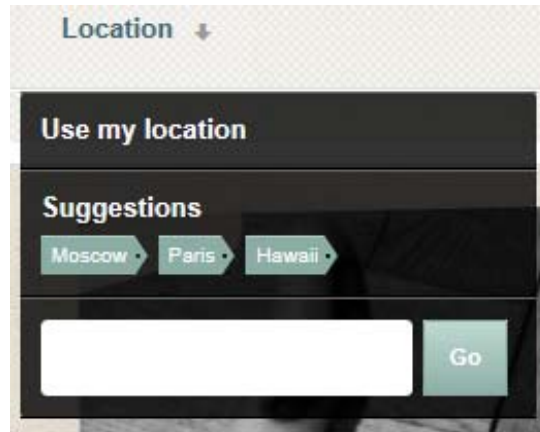 Location
Use my location
Suggestions
Moscow Paris Hawaii
Go